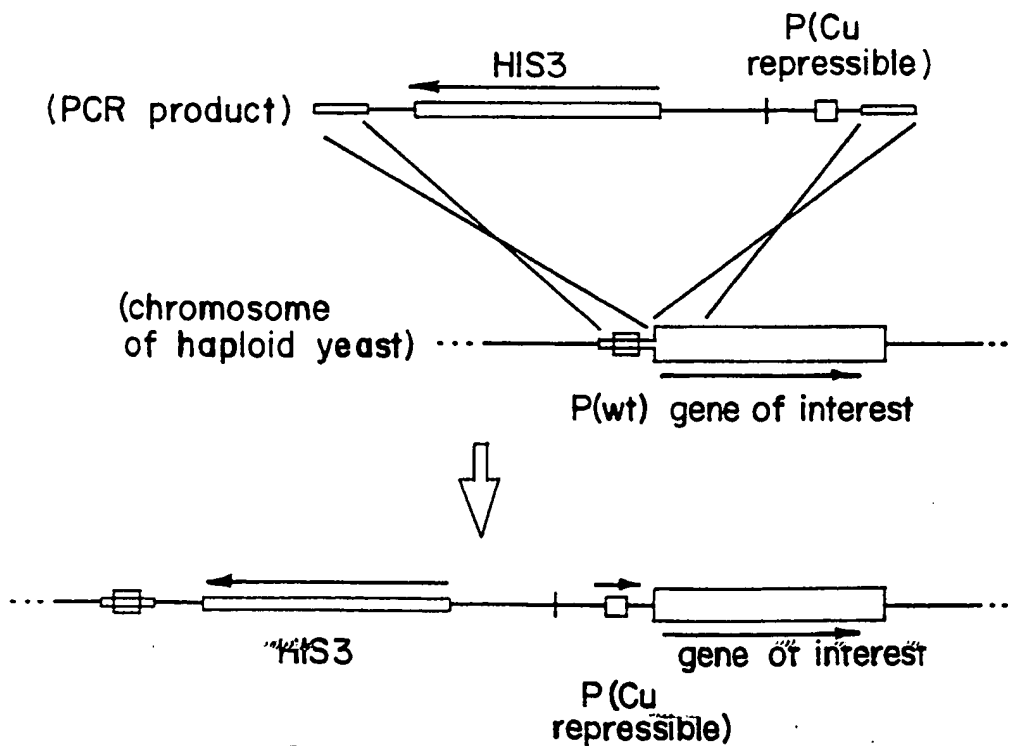 P(Cu
repressible)
HIS3
(PCR product)
(chromosome
of haploid yeast)
P(wt) gene of interest
HIS3
gene of interest
P(Cu
repressible)